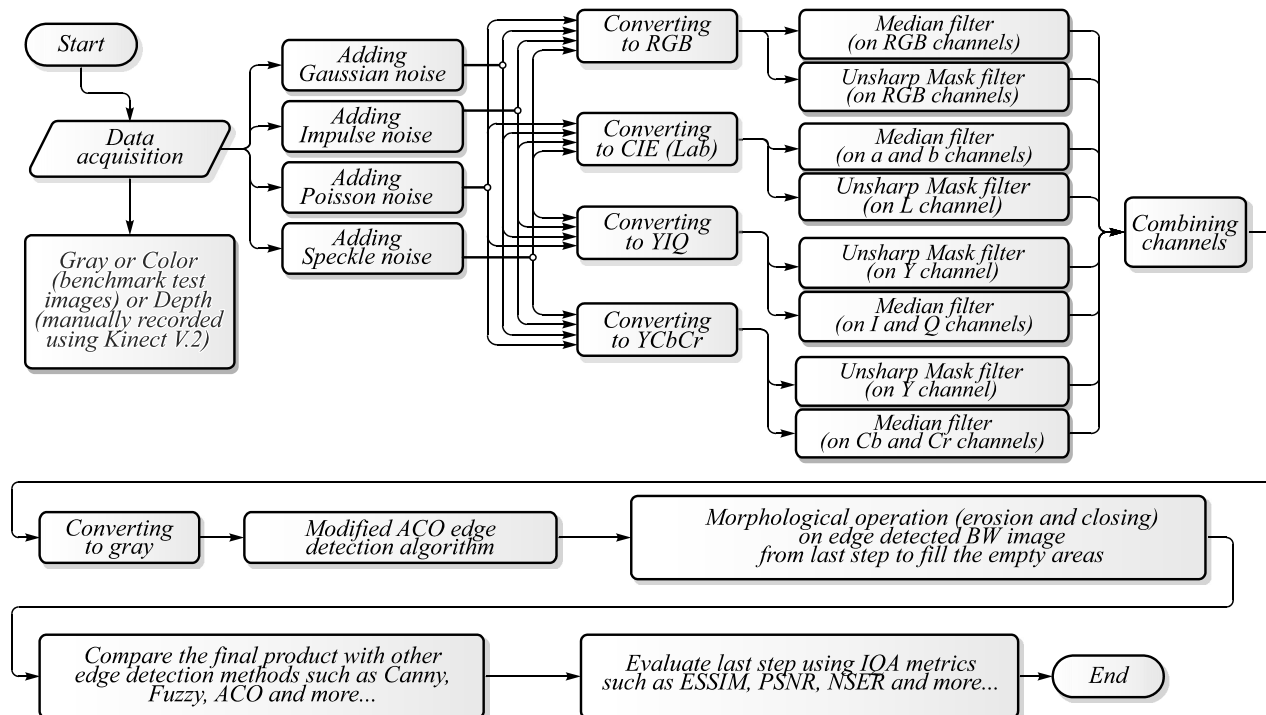 Start
Data
acquisition
Gray or Color
(benchmark test
images) or Depth
(manually recorded
using Kinect V.2)
Adding
Gaussian noise
Adding
Impulse noise
Adding
Poisson noise
Adding
Speckle noise
Converting
to RGB
Converting
to CIE (Lab)
Converting
to YIQ
Converting
to YCbCr
Median filter
(on RGB channels)
Unsharp Mask filter
(on RGB channels)
Median filter
(on a and b channels)
Unsharp Mask filter
(on L channel)
Unsharp Mask filter
(on Y channel)
Median filter
(on I and Q channels)
Unsharp Mask filter
(on Y channel)
Median filter
(on Cb and Cr channels)
Combining
channels
Converting
to gray
Modified ACO edge
detection algorithm
Morphological operation (erosion and closing)
on edge detected BW image
from last step to fill the empty areas
Compare the final product with other
edge detection methods such as Canny,
Fuzzy, ACO and more...
Evaluate last step using IQA metrics
such as ESSIM, PSNR, NSER and more...
End